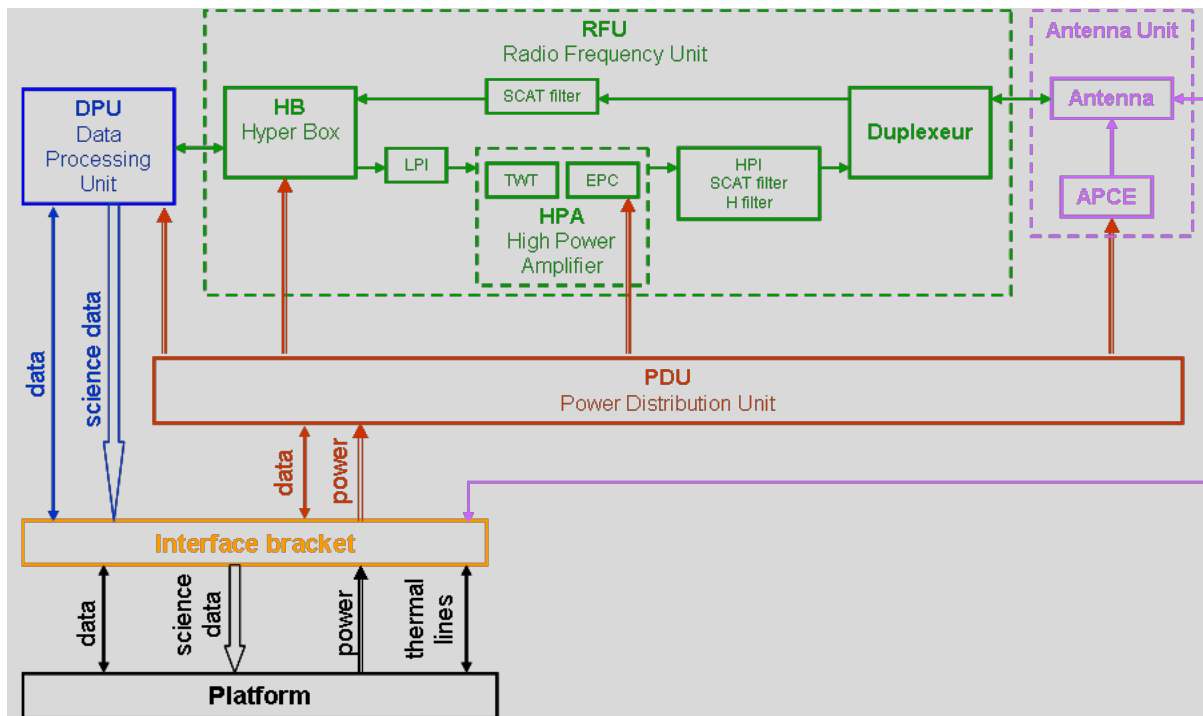 RFU
Radio Frequency Unit
Antenna Unit
DPU
Data
Processing
Unit
HB
Hyper Box
SCAT filter
Duplexeur
Antenna
LPI
TWT
EPC
HPA
High Power
Amplifier
HPI
SCAT filter
H filter
APCE
data
science data
PDU
Power Distribution Unit
data
power
Interface bracket
data
science
data
power
thermal
lines
Platform